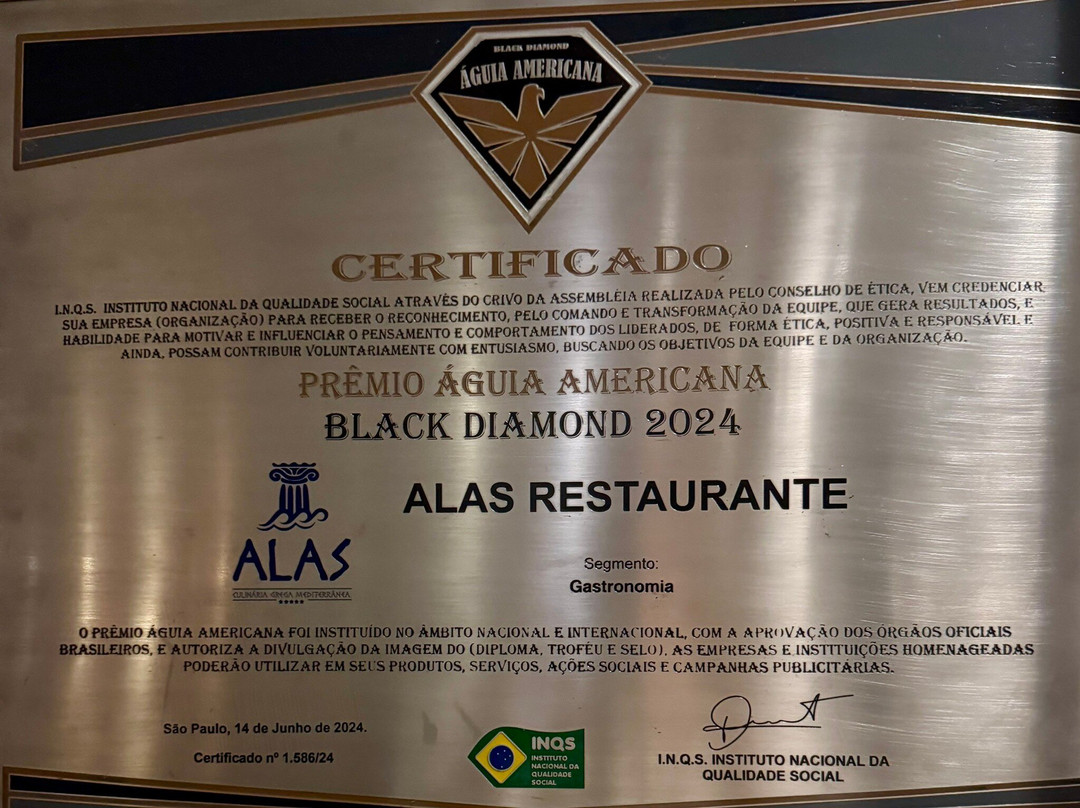 BLACK DIAMOND
ÁGUIA AMERICANA
CERTIFICADO
I.N.Q.S. INSTITUTO NACIONAL DA QUALIDADE SOCIAL ATRAVÉS DO CRIVO DA ASSEMBLÉIA REALIZADA PELO CONSELHO DE ÉTICA, VEM CREDENCIAR
SUA EMPRESA (ORGANIZAÇÃO) PARA RECEBER O RECONHECIMENTO, PELO COMANDO E TRANSFORMAÇÃO DA EQUIPE, QUE GERA RESULTADOS, E
HABILIDADE PARA MOTIVAR E INFLUENCIAR O PENSAMENTO E COMPORTAMENTO DOS LIDERADOS, DE FORMA ÉTICA, POSITIVA E RESPONSÁVEL E
AINDA, POSSAM CONTRIBUIR VOLUNTARIAMENTE COM ENTUSIASMO, BUSCANDO OS OBJETIVOS DA EQUIPE E DA ORGANIZAÇÃO.
PRÊMIO ÁGUIA AMERICANA
BLACK DIAMOND 2024
ALAS RESTAURANTE
ALAS
CULINÁRIA GREGA MEDITERRÂNEA
Segmento:
Gastronomia
O PRÊMIO ÁGUIA AMERICANA FOI INSTITUÍDO NO ÂMBITO NACIONAL E INTERNACIONAL, COM A APROVAÇÃO DOS ÓRGÃOS OFICIAIS
BRASILEIROS, E AUTORIZA A DIVULGAÇÃO DA IMAGEM DO (DIPLOMA, TROFÉU E SELO). AS EMPRESAS E INSTITUIÇÕES HOMENAGEADAS
PODERÃO UTILIZAR EM SEUS PRODUTOS, SERVIÇOS, AÇÕES SOCIAIS E CAMPANHAS PUBLICITÁRIAS.
São Paulo, 14 de Junho de 2024.
Certificado nº 1.586/24
INQS
INSTITUTO
NACIONAL DA
QUALIDADE
SOCIAL
I.N.Q.S. INSTITUTO NACIONAL DA
QUALIDADE SOCIAL